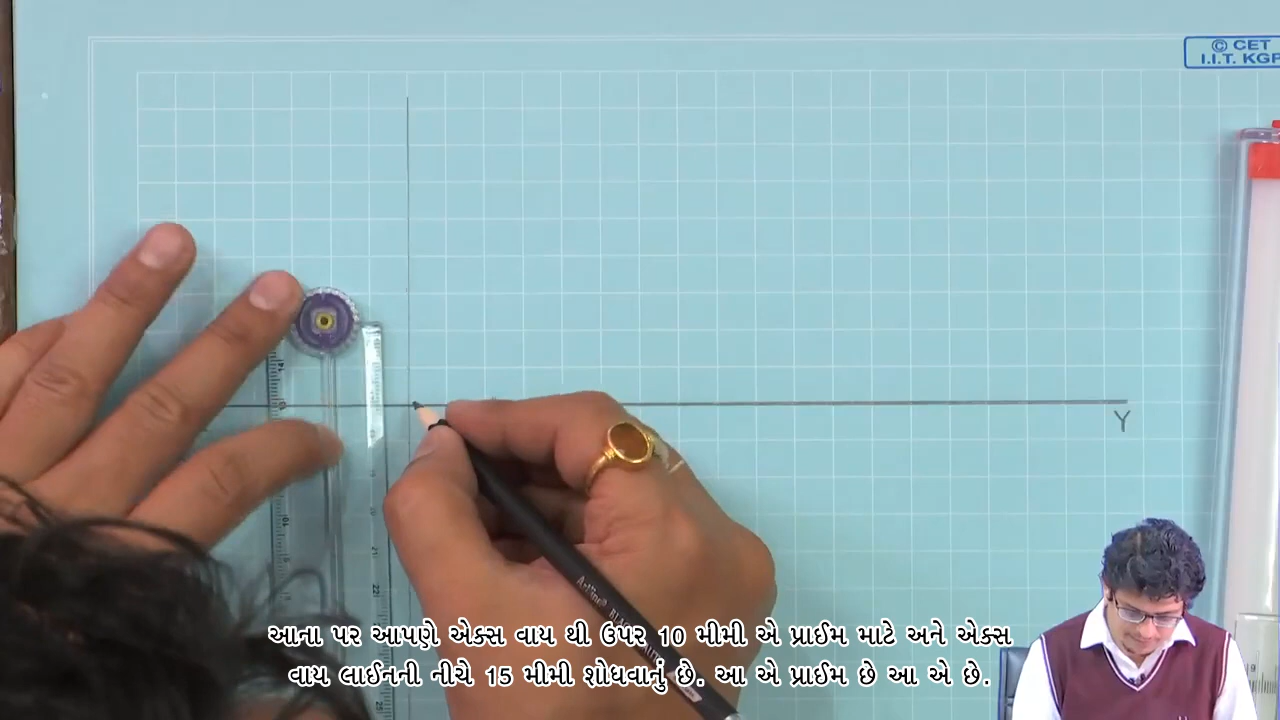 © CET
I.I.T. KGP
Y
આના પર આપણે એક્સ વાય થી ઉપર 10 મીમી એ પ્રાઈમ માટે અને એક્સ
વાય લાઈનની નીચે 15 મીમી શોધવાનું છે. આ એ પ્રાઈમ છે આ એ છે.